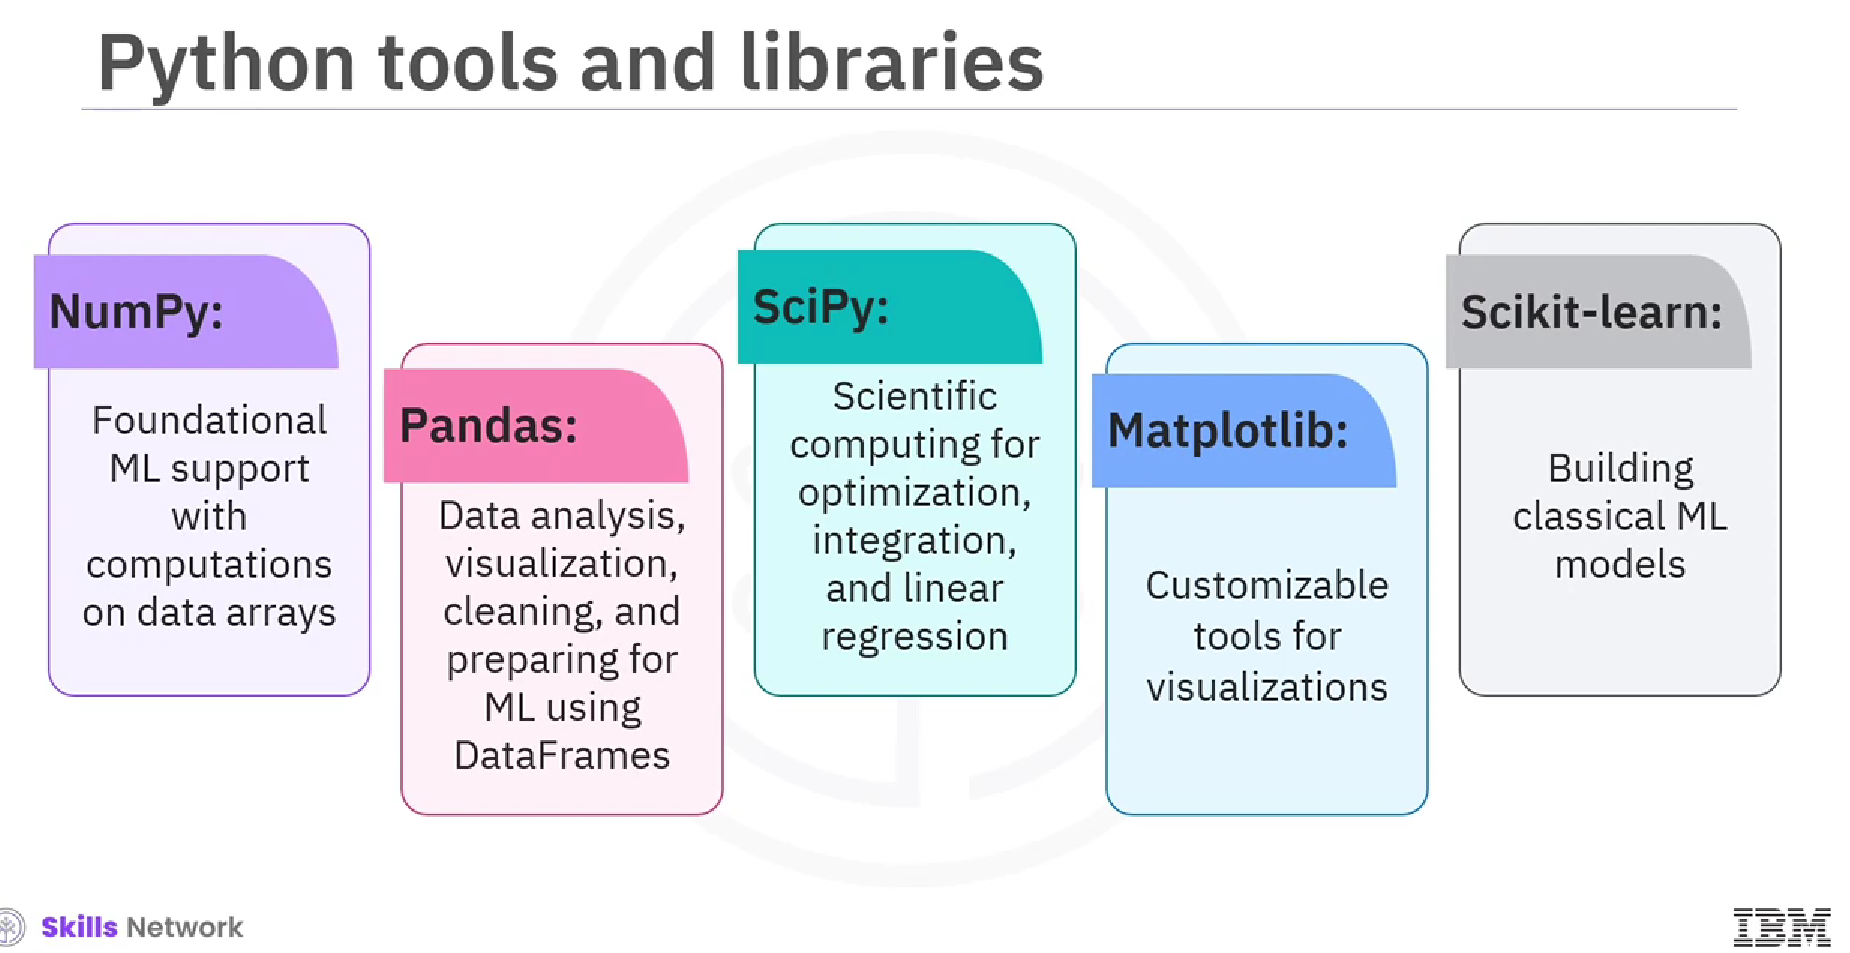 Python tools and libraries
NumPy:
Foundational
ML support
with
computations
on data arrays
Pandas:
Data analysis,
visualization,
cleaning, and
preparing for
ML using
DataFrames
SciPy:
Scientific
computing for
optimization,
integration,
and linear
regression
Matplotlib:
Customizable
tools for
visualizations
Scikit-learn:
Building
classical ML
models
Skills Network
IBM